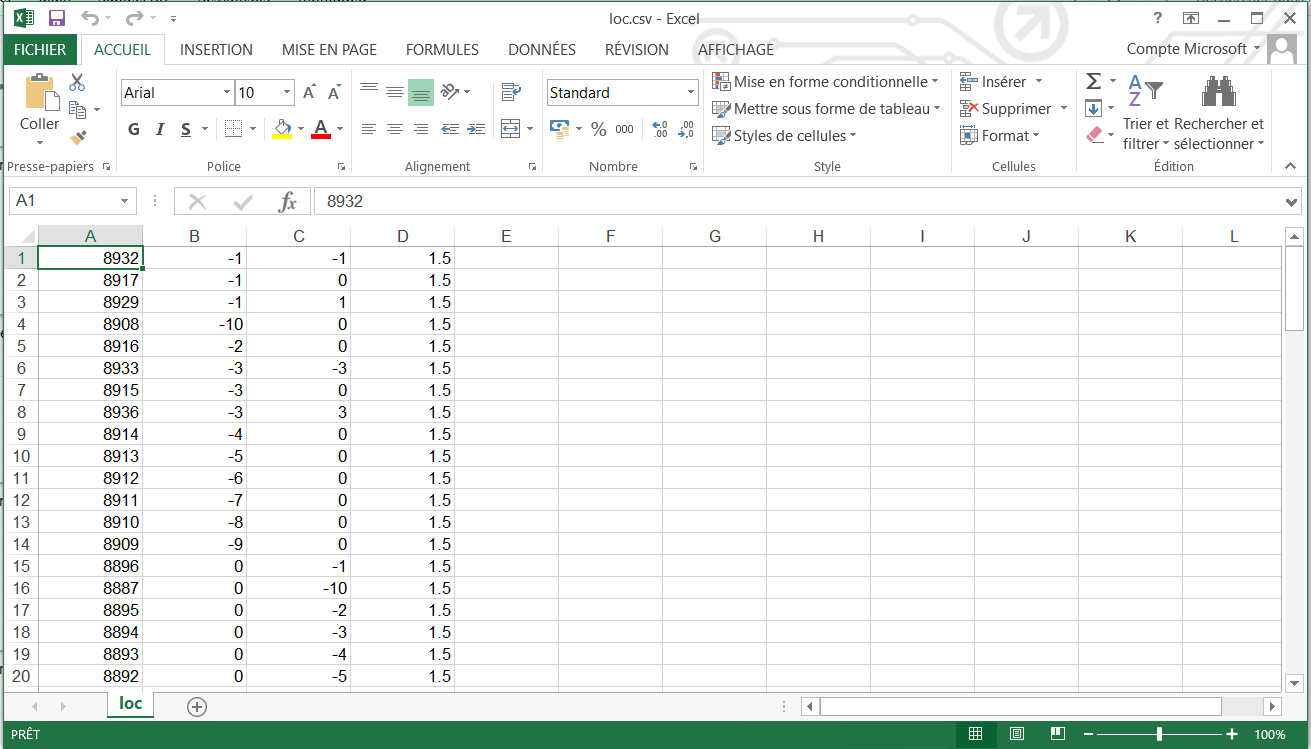 loc.csv - Excel
?
FICHIER ACCUEIL INSERTION MISE EN PAGE FORMULES DONNÉES RÉVISION AFFICHAGE Compte Microsoft
Coller
Arial 10 A A
G I S A
Standard
% 000 ,00 ,00
Mise en forme conditionnelle
Mettre sous forme de tableau
Styles de cellules
Insérer
Supprimer
Format
Σ A Z
Trier et filtrer
Rechercher et sélectionner
Presse-papiers Police Alignement Nombre Style Cellules Édition
A1 fx 8932
A B C D E F G H I J K L
1 8932 -1 -1 1.5
2 8917 -1 0 1.5
3 8929 -1 1 1.5
4 8908 -10 0 1.5
5 8916 -2 0 1.5
6 8933 -3 -3 1.5
7 8915 -3 0 1.5
8 8936 -3 3 1.5
9 8914 -4 0 1.5
10 8913 -5 0 1.5
11 8912 -6 0 1.5
12 8911 -7 0 1.5
13 8910 -8 0 1.5
14 8909 -9 0 1.5
15 8896 0 -1 1.5
16 8887 0 -10 1.5
17 8895 0 -2 1.5
18 8894 0 -3 1.5
19 8893 0 -4 1.5
20 8892 0 -5 1.5
loc
PRÊT 100%